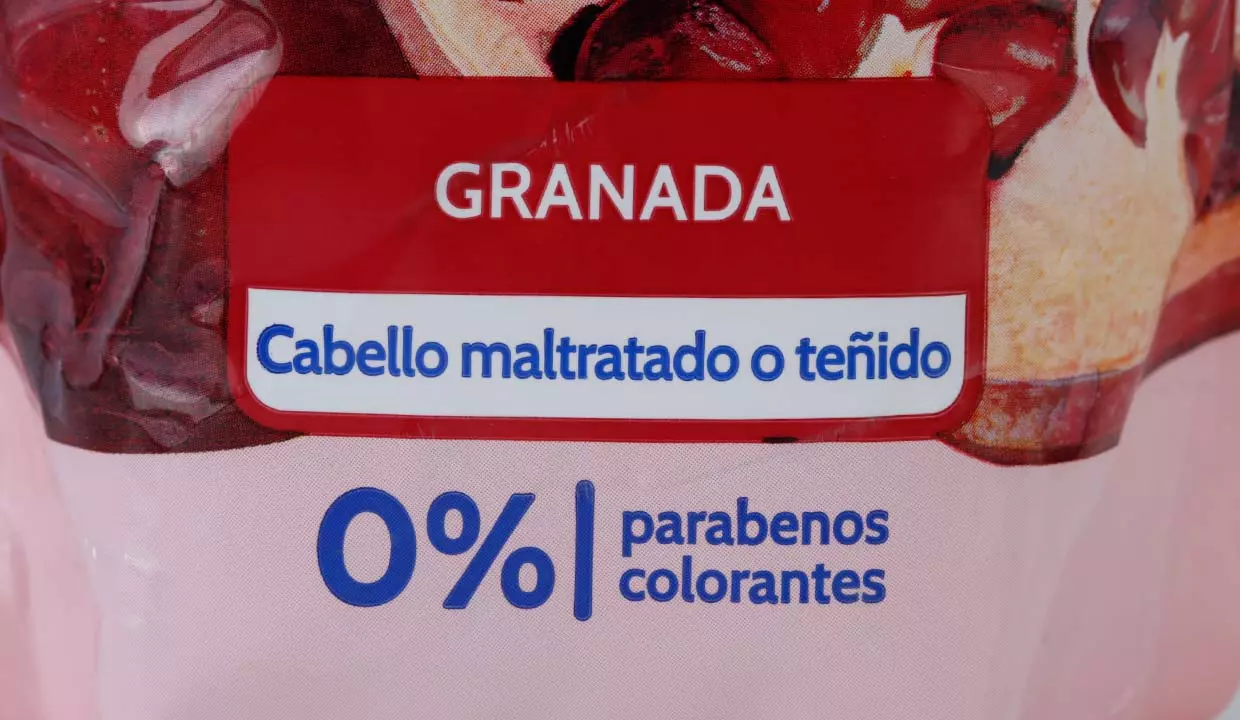 GRANADA
Cabello maltratado o teñido
0% parabenos
colorantes